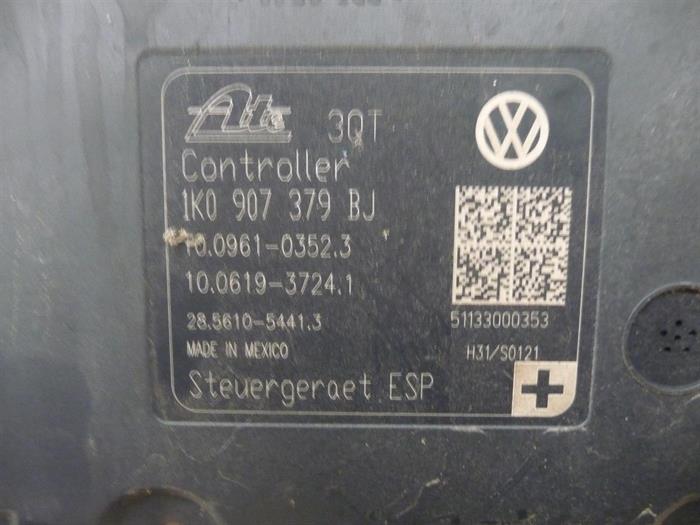 Ate 3QT
Controller
1K0 907 379 BJ
10.0961-0352.3
10.0619-3724.1
28.5610-5441.3
51133000353
MADE IN MEXICO
H31/S0121
Steuergeraet ESP